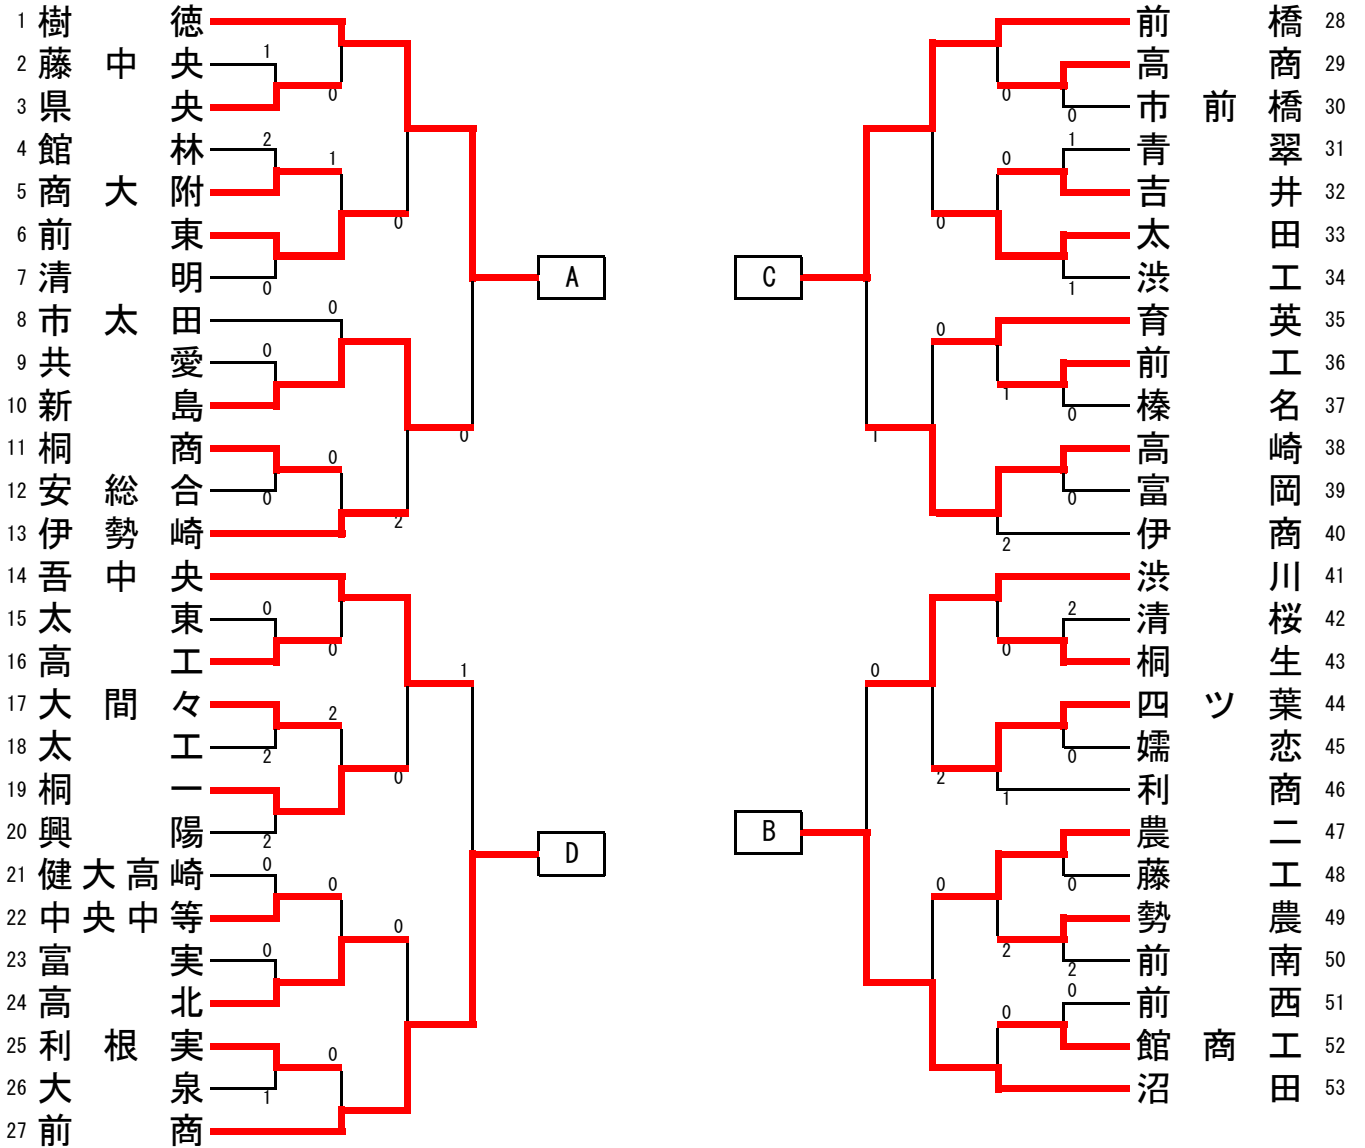 1 樹徳
1
2 藤中央
0
3 県央
2
4 館林
1
5 商大附
6 前東
0
7 清明
0
A
0
8 市太田
0
9 共愛
10 新島
0
11 桐商
0
12 安総合
0
2
13 伊勢崎
14 吾中央
0
15 太東
0
16 高工
1
17 大間々
2
18 太工
2
0
19 桐一
20 興陽
2
D
0
21 健大高崎
0
22 中央中等
0
0
23 富実
24 高北
25 利根実
0
26 大泉
1
27 前商
前橋 28
高商 29
0
市前橋 30
0
1
青翠 31
0
吉井 32
0
太田 33
渋工 34
1
C
育英 35
0
前工 36
1
榛名 37
0
1
高崎 38
富岡 39
0
伊商 40
2
渋川 41
2
清桜 42
0
桐生 43
0
四ツ葉 44
嬬恋 45
0
2
利商 46
1
B
農二 47
藤工 48
0
0
勢農 49
2
前南 50
2
0
前西 51
0
館商工 52
沼田 53